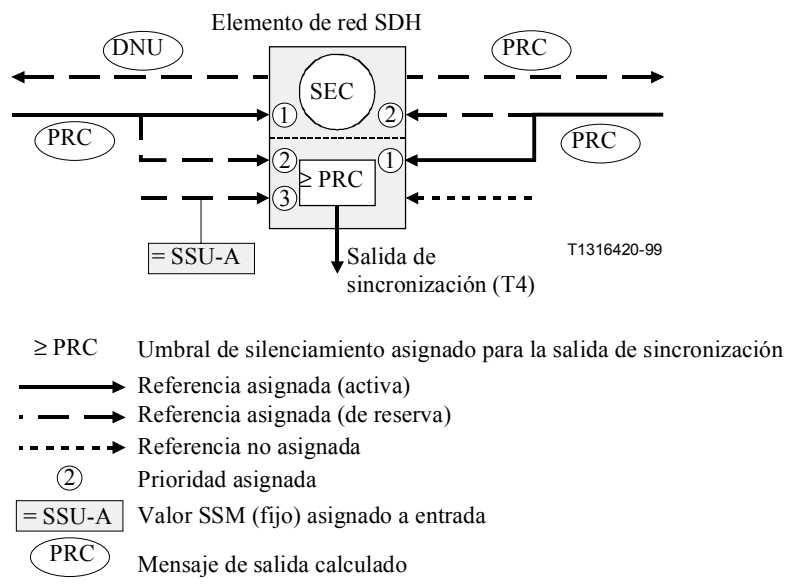 Elemento de red SDH
DNU
PRC
SEC
1
2
PRC
PRC
2
1
≥ PRC
3
= SSU-A
Salida de
sincronización (T4)
T1316420-99
≥ PRC Umbral de silenciamiento asignado para la salida de sincronización
Referencia asignada (activa)
Referencia asignada (de reserva)
Referencia no asignada
2 Prioridad asignada
= SSU-A Valor SSM (fijo) asignado a entrada
PRC Mensaje de salida calculado